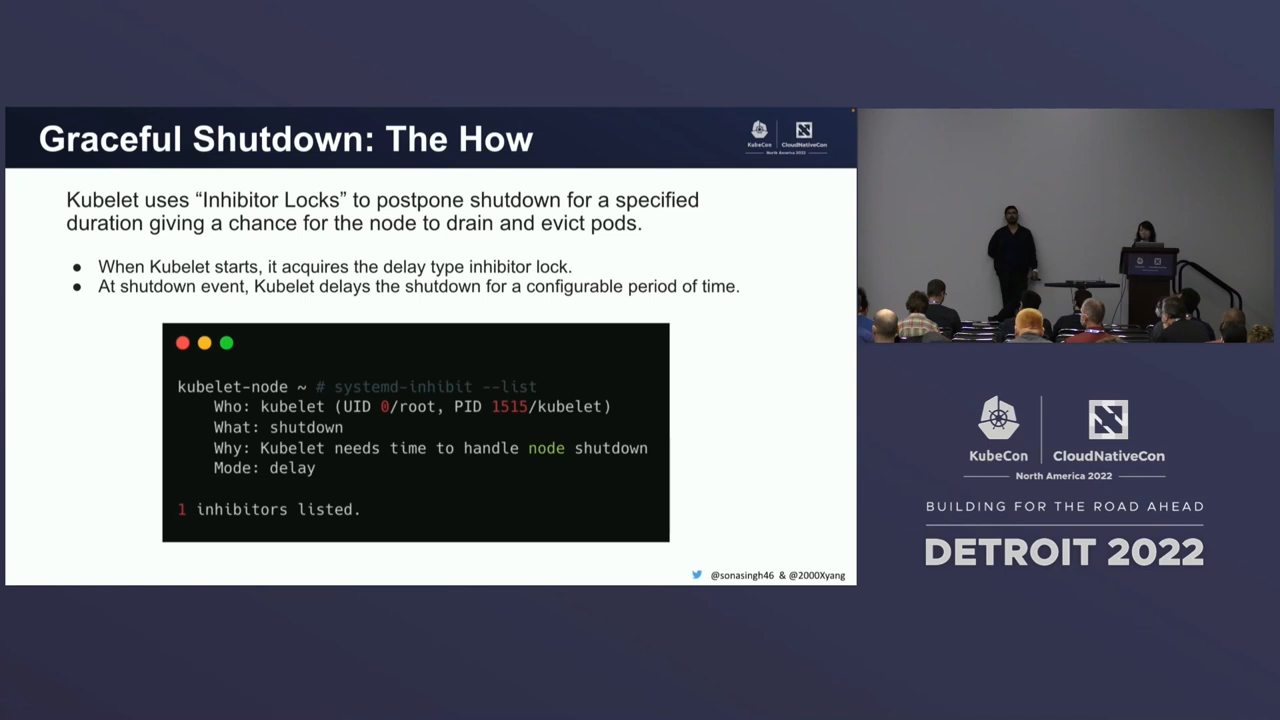 Graceful Shutdown: The How
KubeCon
CloudNativeCon
North America 2022
Kubelet uses “Inhibitor Locks” to postpone shutdown for a specified
duration giving a chance for the node to drain and evict pods.
● When Kubelet starts, it acquires the delay type inhibitor lock.
● At shutdown event, Kubelet delays the shutdown for a configurable period of time.
kubelet-node ~ # systemd-inhibit --list
Who: kubelet (UID 0/root, PID 1515/kubelet)
What: shutdown
Why: Kubelet needs time to handle node shutdown
Mode: delay
1 inhibitors listed.
@sonasingh46 & @2000Xyang
KubeCon
CloudNativeCon
North America 2022
BUILDING FOR THE ROAD AHEAD
DETROIT 2022